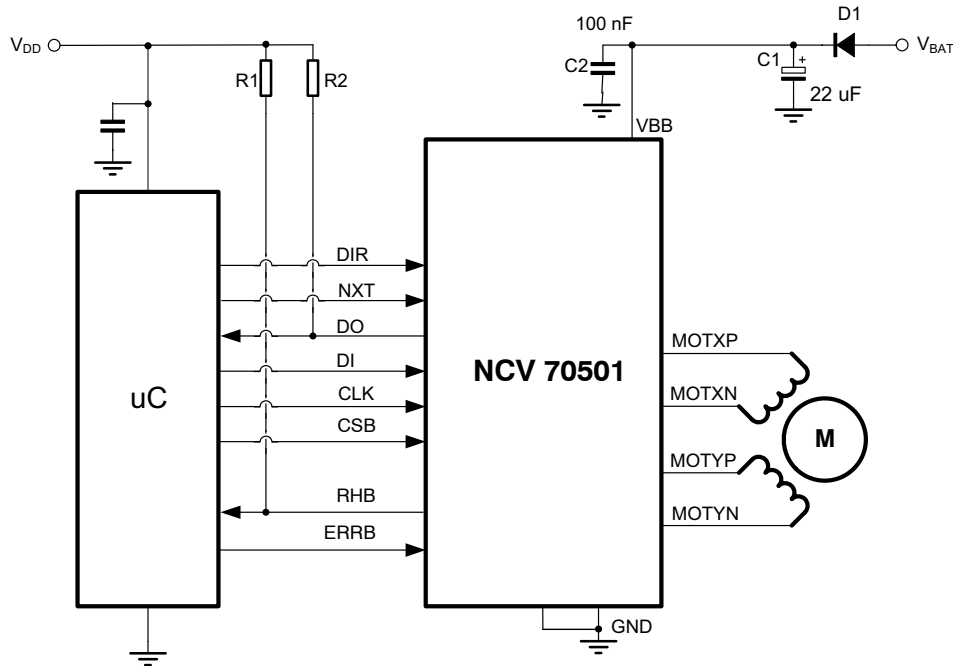 100 nF
D1
VDD
VBAT
R1
R2
C2
C1
+
22 uF
VBB
DIR
NXT
DO
DI
CLK
CSB
RHB
ERRB
uC
NCV 70501
MOTXP
MOTXN
MOTYP
MOTYN
M
GND